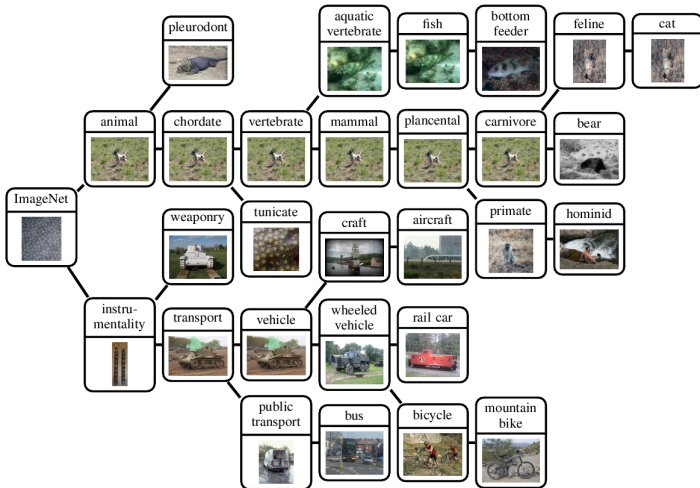 pleurodont
aquatic
vertebrate
fish
bottom
feeder
feline
cat
animal
chordate
vertebrate
mammal
plancental
carnivore
bear
ImageNet
weaponry
tunicate
craft
aircraft
primate
hominid
instru-
mentality
transport
vehicle
wheeled
vehicle
rail car
public
transport
bus
bicycle
mountain
bike